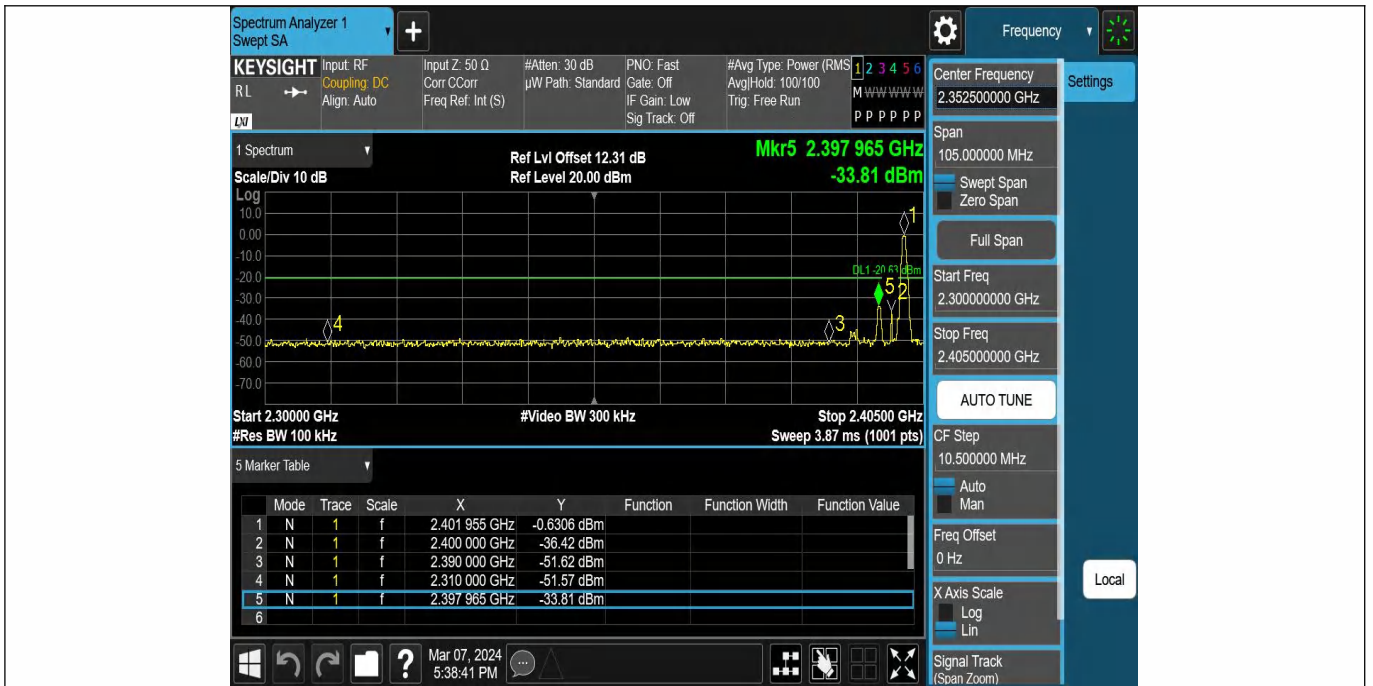 Spectrum Analyzer 1
Swept SA
+
Frequency
KEYSIGHT
RL
LXI
Input: RF
Coupling: DC
Align: Auto
Input Z: 50 Ω
Corr CCorr
Freq Ref: Int (S)
#Atten: 30 dB
µW Path: Standard
PNO: Fast
Gate: Off
IF Gain: Low
Sig Track: Off
#Avg Type: Power (RMS
Avg|Hold: 100/100
Trig: Free Run
1 2 3 4 5 6
M W W W W W
P P P P P P
1 Spectrum
Scale/Div 10 dB
Ref Lvl Offset 12.31 dB
Ref Level 20.00 dBm
Mkr5 2.397 965 GHz
-33.81 dBm
Log
10.0
0.00
-10.0
-20.0
-30.0
-40.0
-50.0
-60.0
-70.0
1
DL1 -20.63 dBm
5
2
4
3
Start 2.30000 GHz
#Video BW 300 kHz
Stop 2.40500 GHz
#Res BW 100 kHz
Sweep 3.87 ms (1001 pts)
5 Marker Table
Mode Trace Scale X Y Function Function Width Function Value
1 N 1 f 2.401 955 GHz -0.6306 dBm
2 N 1 f 2.400 000 GHz -36.42 dBm
3 N 1 f 2.390 000 GHz -51.62 dBm
4 N 1 f 2.310 000 GHz -51.57 dBm
5 N 1 f 2.397 965 GHz -33.81 dBm
6
Mar 07, 2024
5:38:41 PM
?
Center Frequency
2.352500000 GHz
Settings
Span
105.000000 MHz
Swept Span
Zero Span
Full Span
Start Freq
2.300000000 GHz
Stop Freq
2.405000000 GHz
AUTO TUNE
CF Step
10.500000 MHz
Auto
Man
Freq Offset
0 Hz
Local
X Axis Scale
Log
Lin
Signal Track
(Span Zoom)